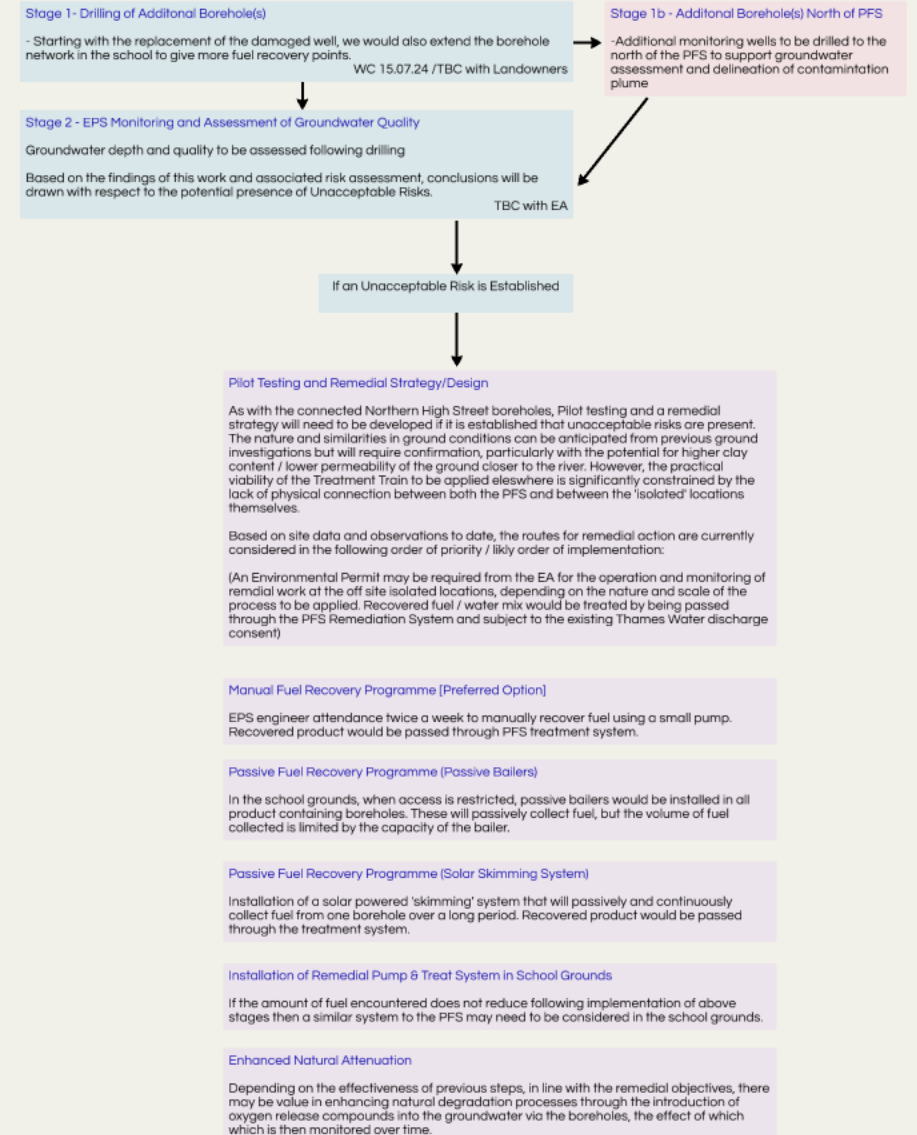 Stage 1- Drilling of Additonal Borehole(s)
- Starting with the replacement of the damaged well, we would also extend the borehole
network in the school to give more fuel recovery points.
WC 15.07.24 /TBC with Landowners
Stage 1b - Additonal Borehole(s) North of PFS
-Additional monitoring wells to be drilled to the
north of the PFS to support groundwater
assessment and delineation of contamintation
plume
Stage 2 - EPS Monitoring and Assessment of Groundwater Quality
Groundwater depth and quality to be assessed following drilling
Based on the findings of this work and associated risk assessment, conclusions will be
drawn with respect to the potential presence of Unacceptable Risks.
TBC with EA
If an Unacceptable Risk is Established
Pilot Testing and Remedial Strategy/Design
As with the connected Northern High Street boreholes, Pilot testing and a remedial
strategy will need to be developed if it is established that unacceptable risks are present.
The nature and similarities in ground conditions can be anticipated from previous ground
investigations but will require confirmation, particularly with the potential for higher clay
content / lower permeability of the ground closer to the river. However, the practical
viability of the Treatment Train to be applied eleswhere is significantly constrained by the
lack of physical connection between both the PFS and between the 'isolated' locations
themselves.
Based on site data and observations to date, the routes for remedial action are currently
considered in the following order of priority / likly order of implementation:
(An Environmental Permit may be required from the EA for the operation and monitoring of
remdial work at the off site isolated locations, depending on the nature and scale of the
process to be applied. Recovered fuel / water mix would be treated by being passed
through the PFS Remediation System and subject to the existing Thames Water discharge
consent)
Manual Fuel Recovery Programme [Preferred Option]
EPS engineer attendance twice a week to manually recover fuel using a small pump.
Recovered product would be passed through PFS treatment system.
Passive Fuel Recovery Programme (Passive Bailers)
In the school grounds, when access is restricted, passive bailers would be installed in all
product containing boreholes. These will passively collect fuel, but the volume of fuel
collected is limited by the capacity of the bailer.
Passive Fuel Recovery Programme (Solar Skimming System)
Installation of a solar powered 'skimming' system that will passively and continuously
collect fuel from one borehole over a long period. Recovered product would be passed
through the treatment system.
Installation of Remedial Pump & Treat System in School Grounds
If the amount of fuel encountered does not reduce following implementation of above
stages then a similar system to the PFS may need to be considered in the school grounds.
Enhanced Natural Attenuation
Depending on the effectiveness of previous steps, in line with the remedial objectives, there
may be value in enhancing natural degradation processes through the introduction of
oxygen release compounds into the groundwater via the boreholes, the effect of which
which is then monitored over time.